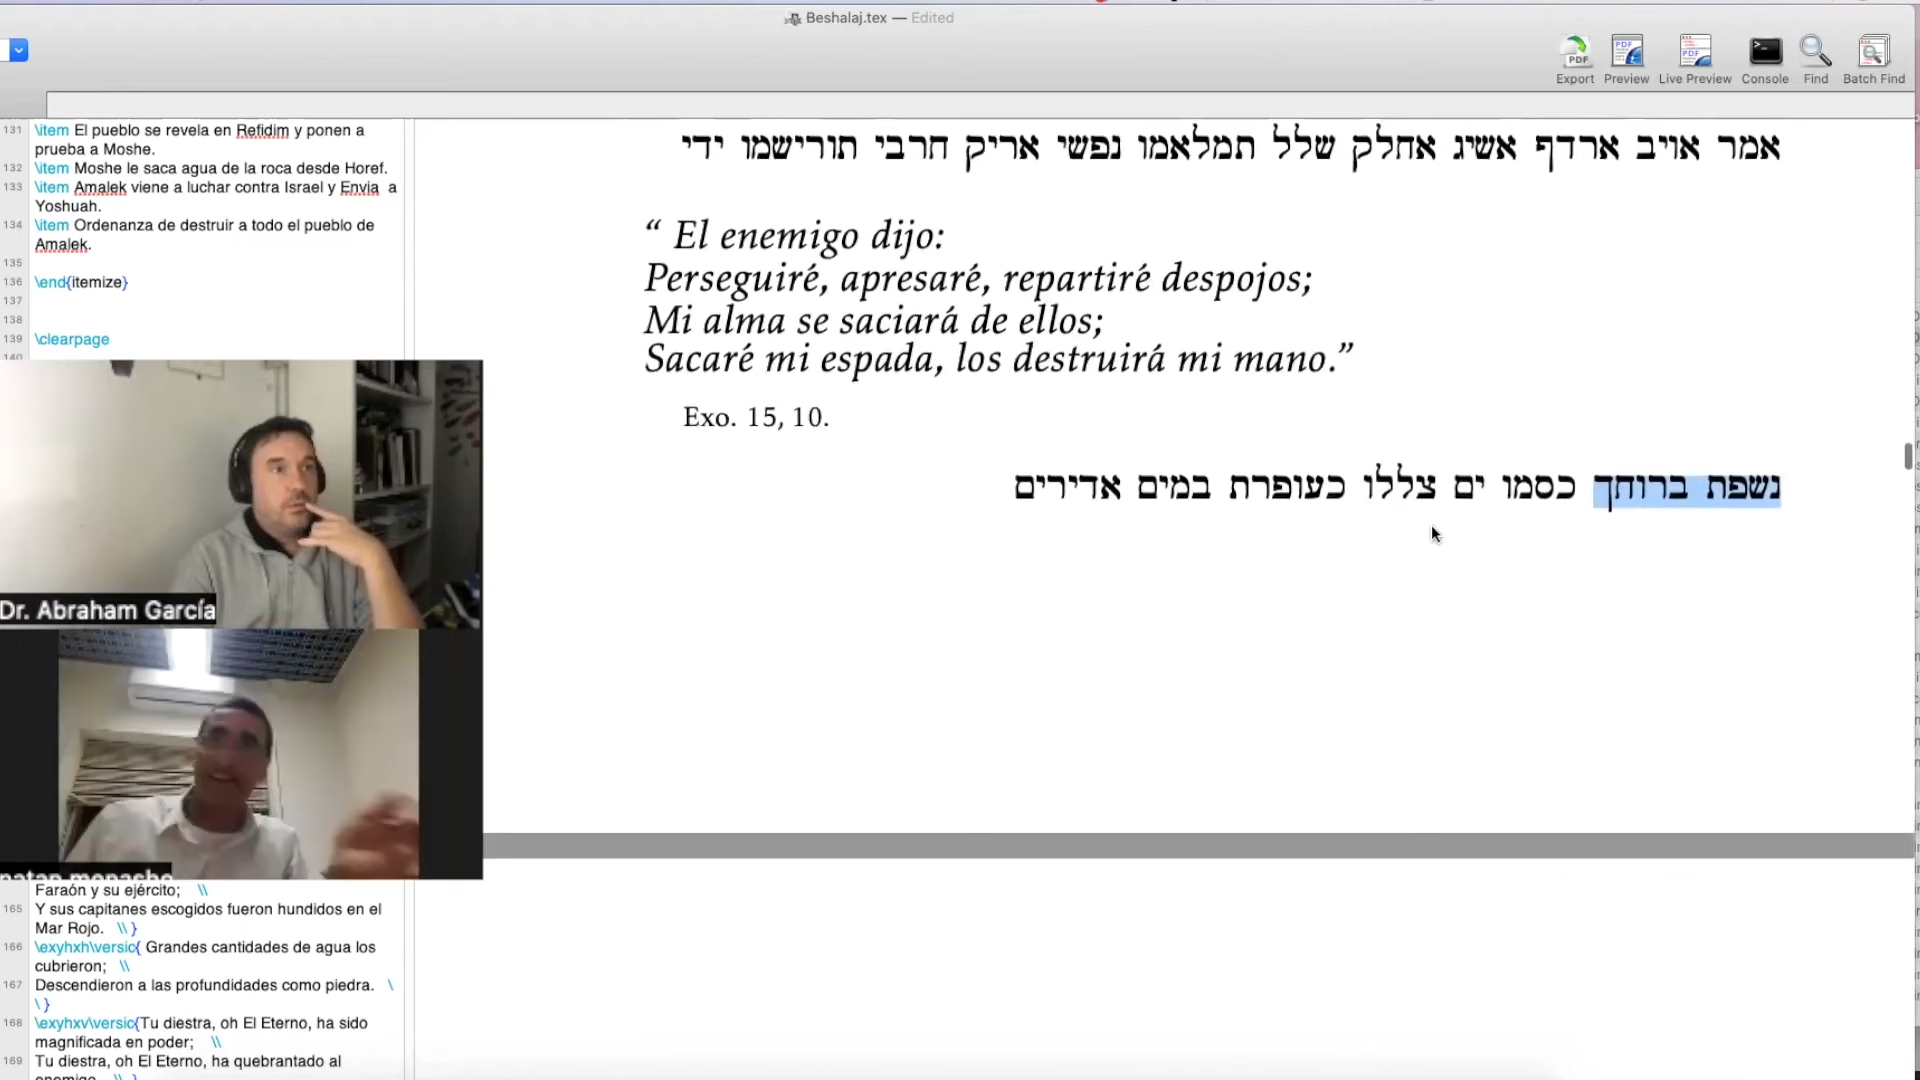 Beshalaj.tex — Edited
Export Preview Live Preview Console Find Batch Find
131 \item El pueblo se revela en Refidim y ponen a
prueba a Moshe.
132 \item Moshe le saca agua de la roca desde Horef.
133 \item Amalek viene a luchar contra Israel y Envia a
Yoshuah.
134 \item Ordenanza de destruir a todo el pueblo de
Amalek.
135
136 \end{itemize}
137
138
139 \clearpage
140
אמר אויב ארדף אשיג אחלק שלל תמלאמו נפשי אריק חרבי תורישמו ידי
“ El enemigo dijo:
Perseguiré, apresaré, repartiré despojos;
Mi alma se saciará de ellos;
Sacaré mi espada, los destruirá mi mano.”
Exo. 15, 10.
נשפת ברוחך כסמו ים צללו כעופרת במים אדירים
Dr. Abraham García
natan menashe
Faraón y su ejército; \\
165 Y sus capitanes escogidos fueron hundidos en el
Mar Rojo. \\ }
166 \exyhxh\versic{ Grandes cantidades de agua los
cubrieron; \\
167 Descendieron a las profundidades como piedra. \
\ }
168 \exyhxv\versic{Tu diestra, oh El Eterno, ha sido
magnificada en poder; \\
169 Tu diestra, oh El Eterno, ha quebrantado al
enemigo. \\ }